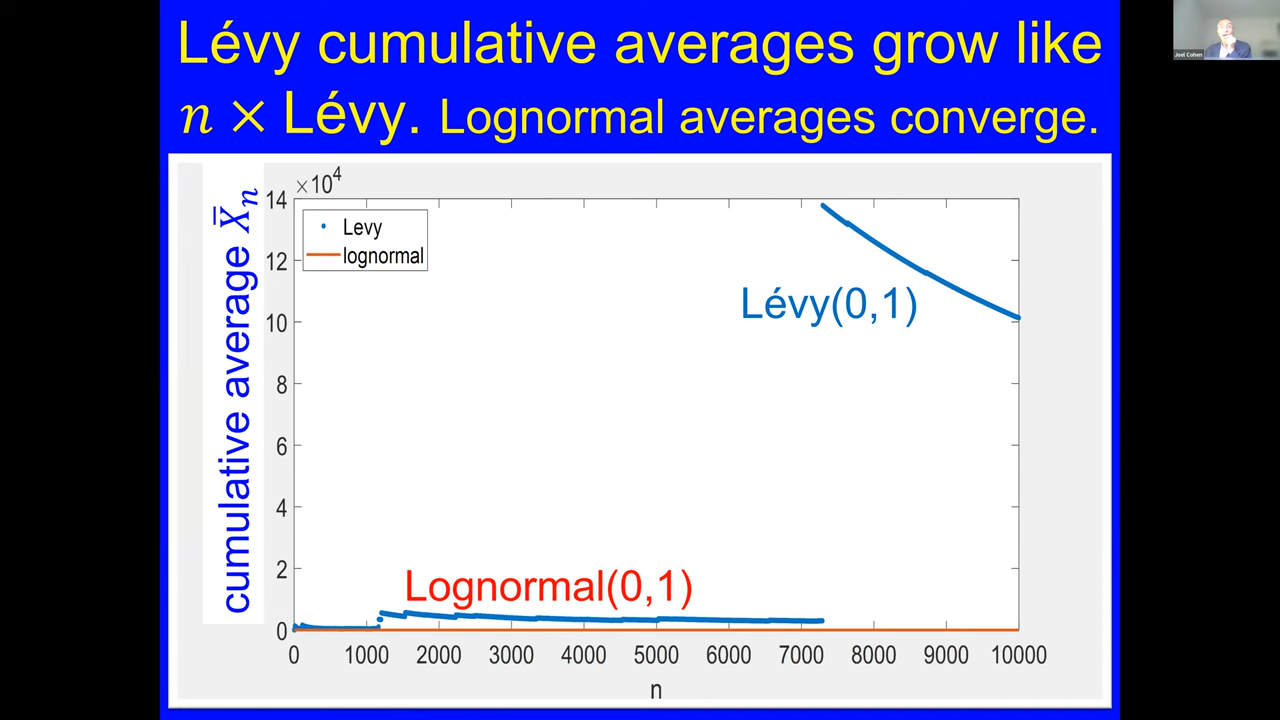 Lévy cumulative averages grow like
n × Lévy. Lognormal averages converge.
Joel Cohen
×10⁴
cumulative average X̄ₙ
14
12
10
8
6
4
2
0
Levy
lognormal
Lévy(0,1)
Lognormal(0,1)
0 1000 2000 3000 4000 5000 6000 7000 8000 9000 10000
n